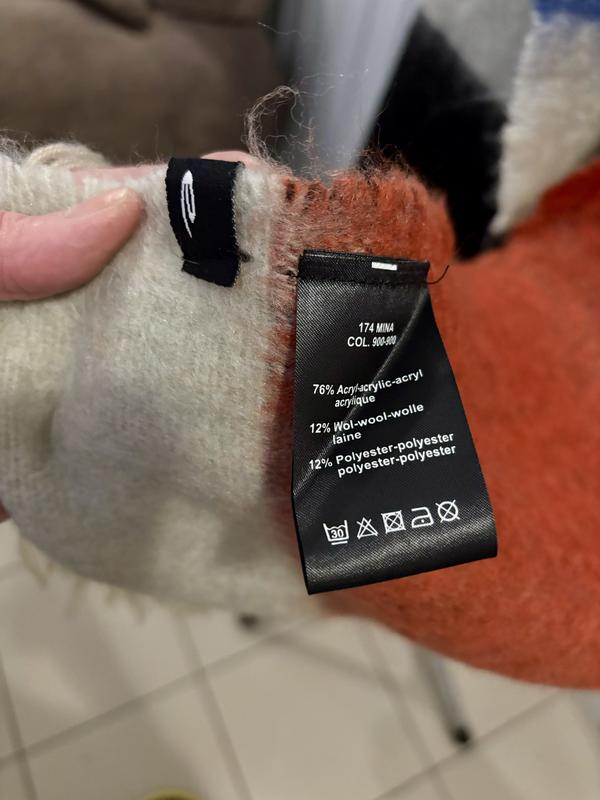 174 MINA
COL. 900-900
76% Acryl-acrylic-acryl
acrylique
12% Wol-wool-wolle
laine
12% Polyester-polyester
polyester-polyester
30